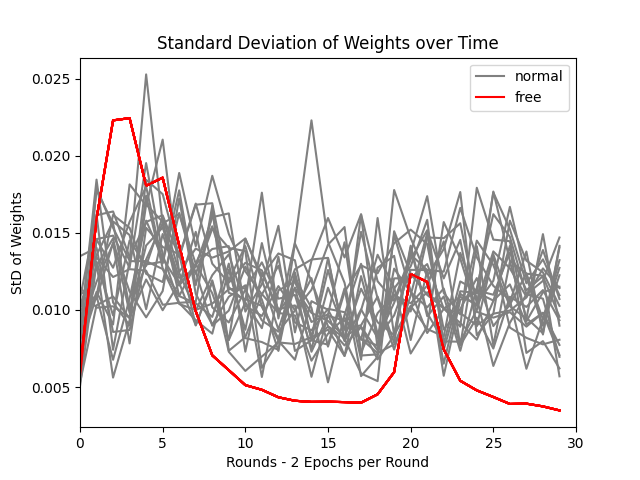 Standard Deviation of Weights over Time
normal
free
StD of Weights
0.025
0.020
0.015
0.010
0.005
0 5 10 15 20 25 30
Rounds - 2 Epochs per Round